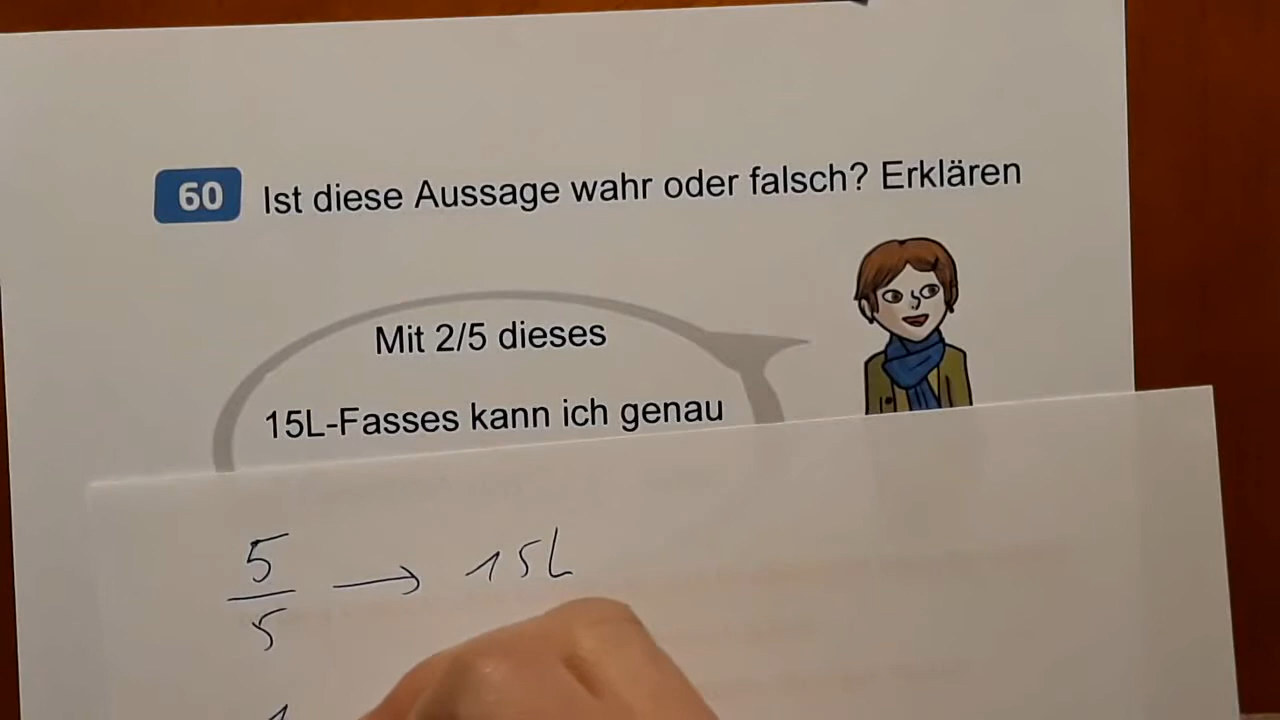 60 Ist diese Aussage wahr oder falsch? Erklären
Mit 2/5 dieses
15L-Fasses kann ich genau
5/5 → 15L
1